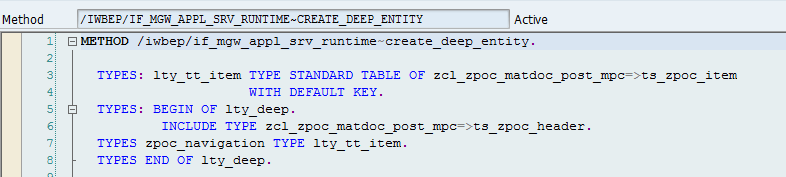 Method /IWBEP/IF_MGW_APPL_SRV_RUNTIME~CREATE_DEEP_ENTITY Active
1 METHOD /iwbep/if_mgw_appl_srv_runtime~create_deep_entity.
2
3 TYPES: lty_tt_item TYPE STANDARD TABLE OF zcl_zpoc_matdoc_post_mpc=>ts_zpoc_item
4 WITH DEFAULT KEY.
5 TYPES: BEGIN OF lty_deep.
6 INCLUDE TYPE zcl_zpoc_matdoc_post_mpc=>ts_zpoc_header.
7 TYPES zpoc_navigation TYPE lty_tt_item.
8 TYPES END OF lty_deep.